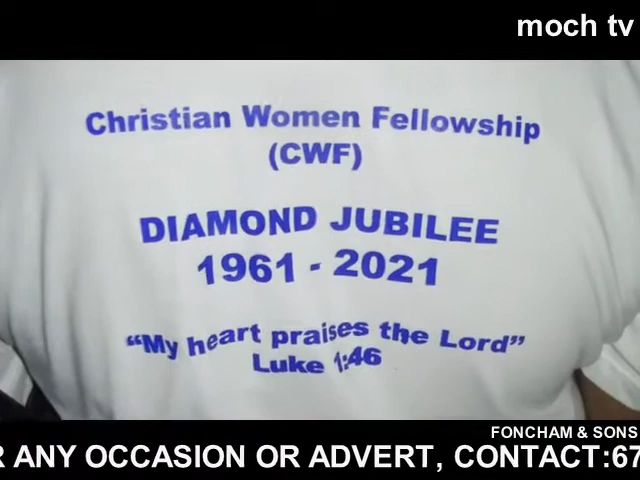 moch tv
Christian Women Fellowship
(CWF)
DIAMOND JUBILEE
1961 - 2021
“My heart praises the Lord”
Luke 1:46
FONCHAM & SONS
R ANY OCCASION OR ADVERT, CONTACT:67